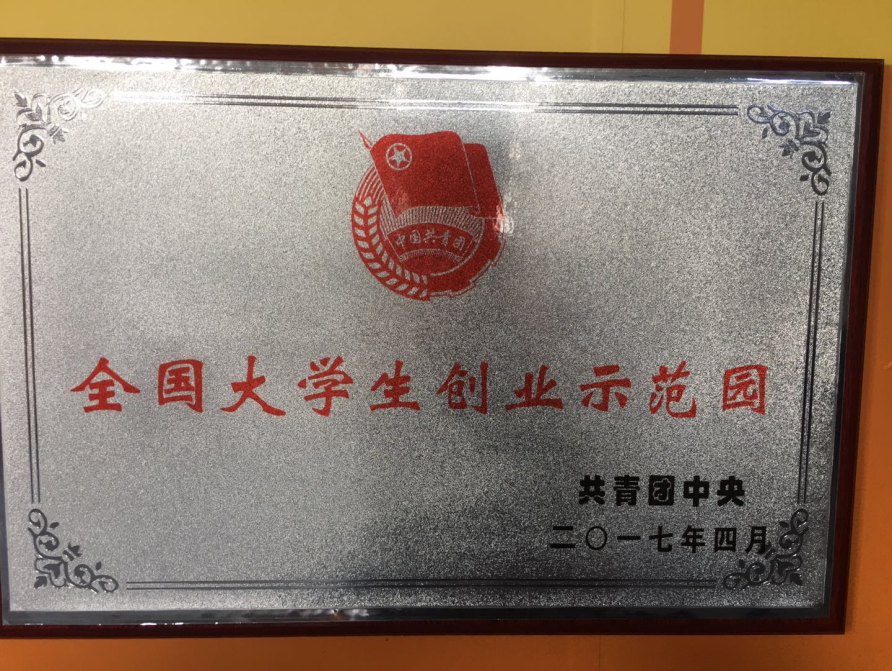 中国共青团
全国大学生创业示范园
共青团中央
二〇一七年四月